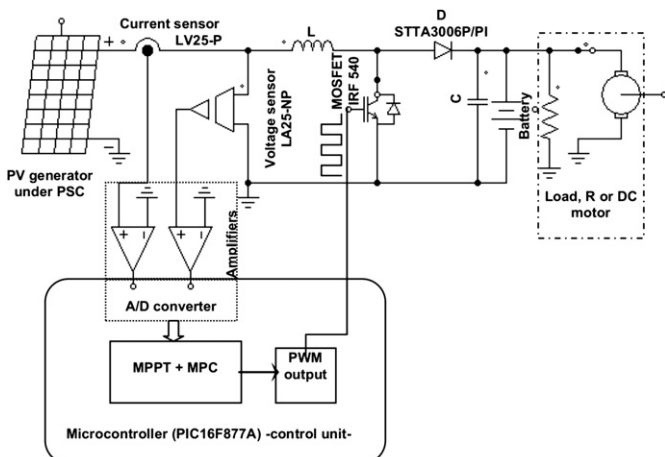 Current sensor
LV25-P
L
D
STTA3006P/PI
+
Voltage sensor
LA25-NP
MOSFET
IRF 540
C
Battery
PV generator
under PSC
Load, R or DC
motor
+ -
+ -
Amplifiers
A/D converter
MPPT + MPC
PWM
output
Microcontroller (PIC16F877A) -control unit-